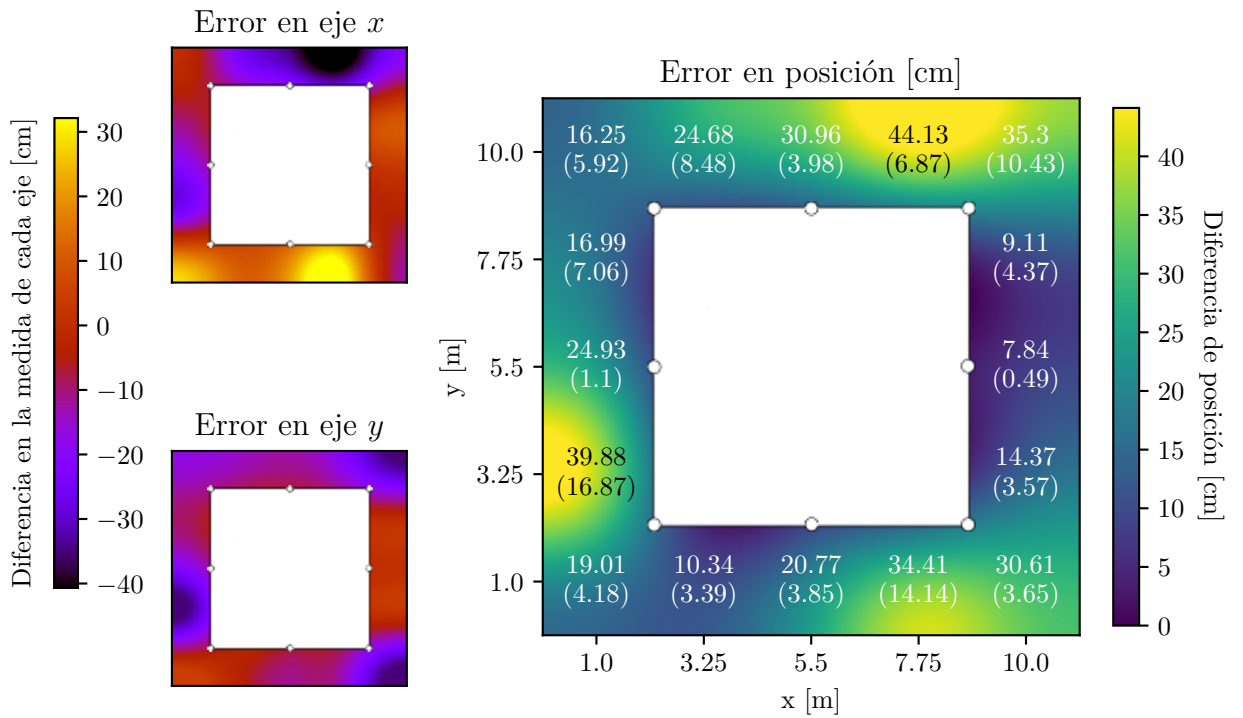 Error en eje x
Diferencia en la medida de cada eje [cm]
30
20
10
0
−10
−20
−30
−40
Error en eje y
Error en posición [cm]
y [m]
10.0
7.75
5.5
3.25
1.0
16.25 24.68 30.96 44.13 35.3
(5.92) (8.48) (3.98) (6.87) (10.43)
16.99 9.11
(7.06) (4.37)
24.93 7.84
(1.1) (0.49)
39.88 14.37
(16.87) (3.57)
19.01 10.34 20.77 34.41 30.61
(4.18) (3.39) (3.85) (14.14) (3.65)
1.0 3.25 5.5 7.75 10.0
x [m]
40
35
30
25
20
15
10
5
0
Diferencia de posición [cm]